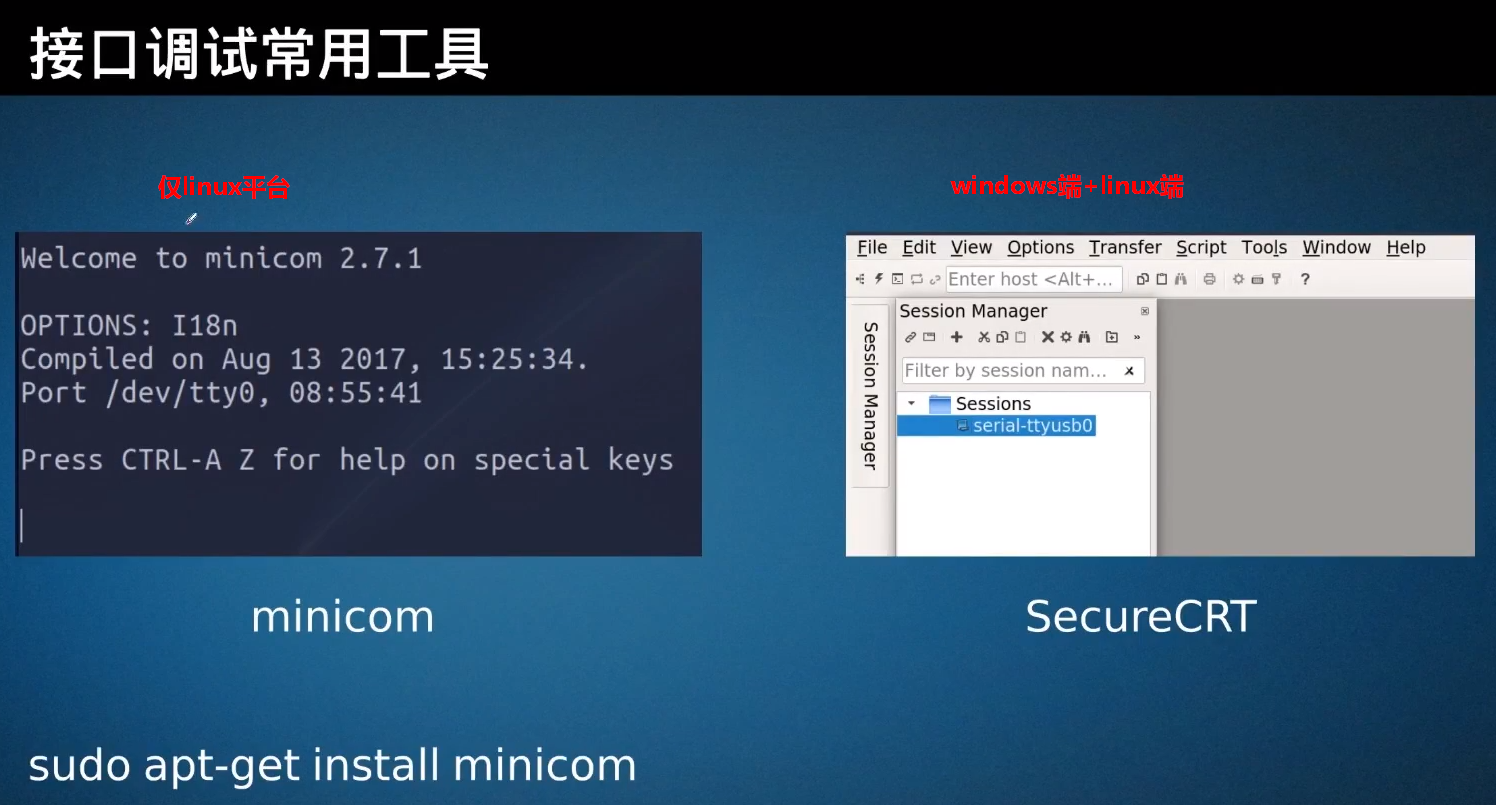 接口调试常用工具
仅linux平台
windows端+linux端
Welcome to minicom 2.7.1
OPTIONS: I18n
Compiled on Aug 13 2017, 15:25:34.
Port /dev/tty0, 08:55:41
Press CTRL-A Z for help on special keys
File Edit View Options Transfer Script Tools Window Help
Enter host <Alt+...
?
Session Manager
Session Manager
»
Filter by session nam...
Sessions
serial-ttyusb0
minicom
SecureCRT
sudo apt-get install minicom